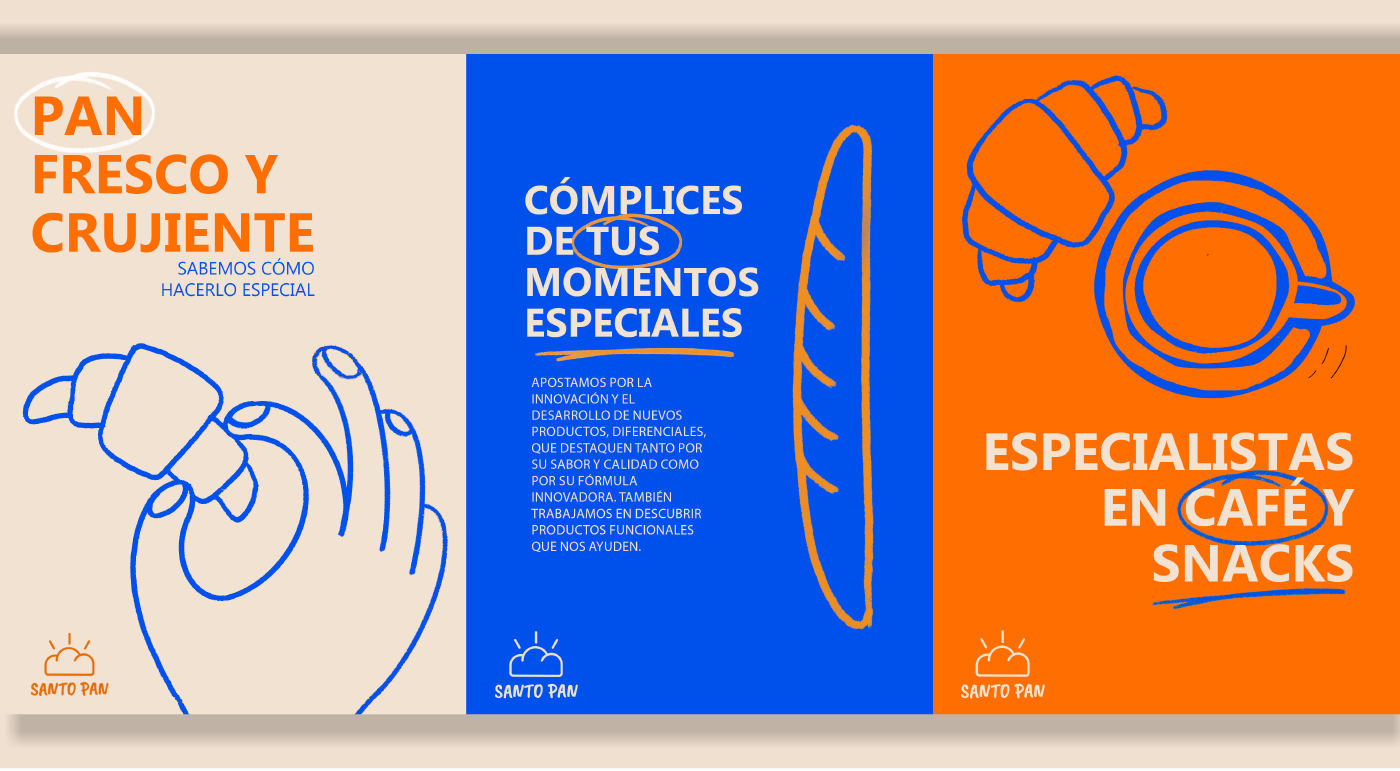 PAN
FRESCO Y
CRUJIENTE
SABEMOS CÓMO
HACERLO ESPECIAL
SANTO PAN
CÓMPLICES
DE TUS
MOMENTOS
ESPECIALES
APOSTAMOS POR LA
INNOVACIÓN Y EL
DESARROLLO DE NUEVOS
PRODUCTOS, DIFERENCIALES,
QUE DESTAQUEN TANTO POR
SU SABOR Y CALIDAD COMO
POR SU FÓRMULA
INNOVADORA. TAMBIÉN
TRABAJAMOS EN DESCUBRIR
PRODUCTOS FUNCIONALES
QUE NOS AYUDEN.
SANTO PAN
ESPECIALISTAS
EN CAFÉ Y
SNACKS
SANTO PAN